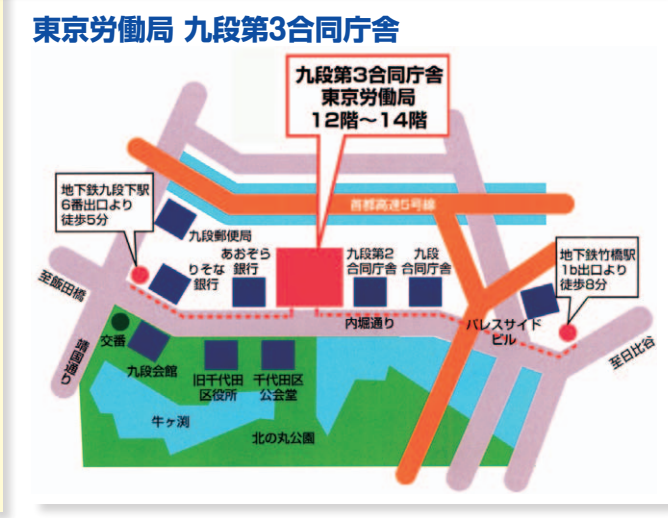 東京労働局 九段第3合同庁舎
九段第3合同庁舎
東京労働局
12階～14階
首都高速5号線
地下鉄九段下駅
6番出口より
徒歩5分
九段郵便局
りそな
銀行
あおぞら
銀行
九段第2
合同庁舎
九段
合同庁舎
地下鉄竹橋駅
1b出口より
徒歩8分
至飯田橋
内堀通り
パレスサイド
ビル
至日比谷
交番
靖国通り
九段会館
旧千代田
区役所
千代田区
公会堂
牛ヶ渕
北の丸公園